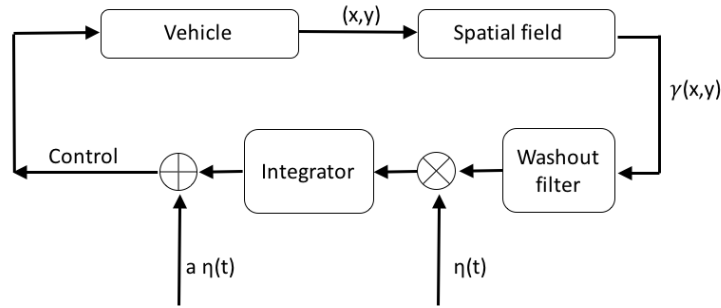 Vehicle
(x,y)
Spatial field
γ(x,y)
Control
Integrator
Washout
filter
a η(t)
η(t)